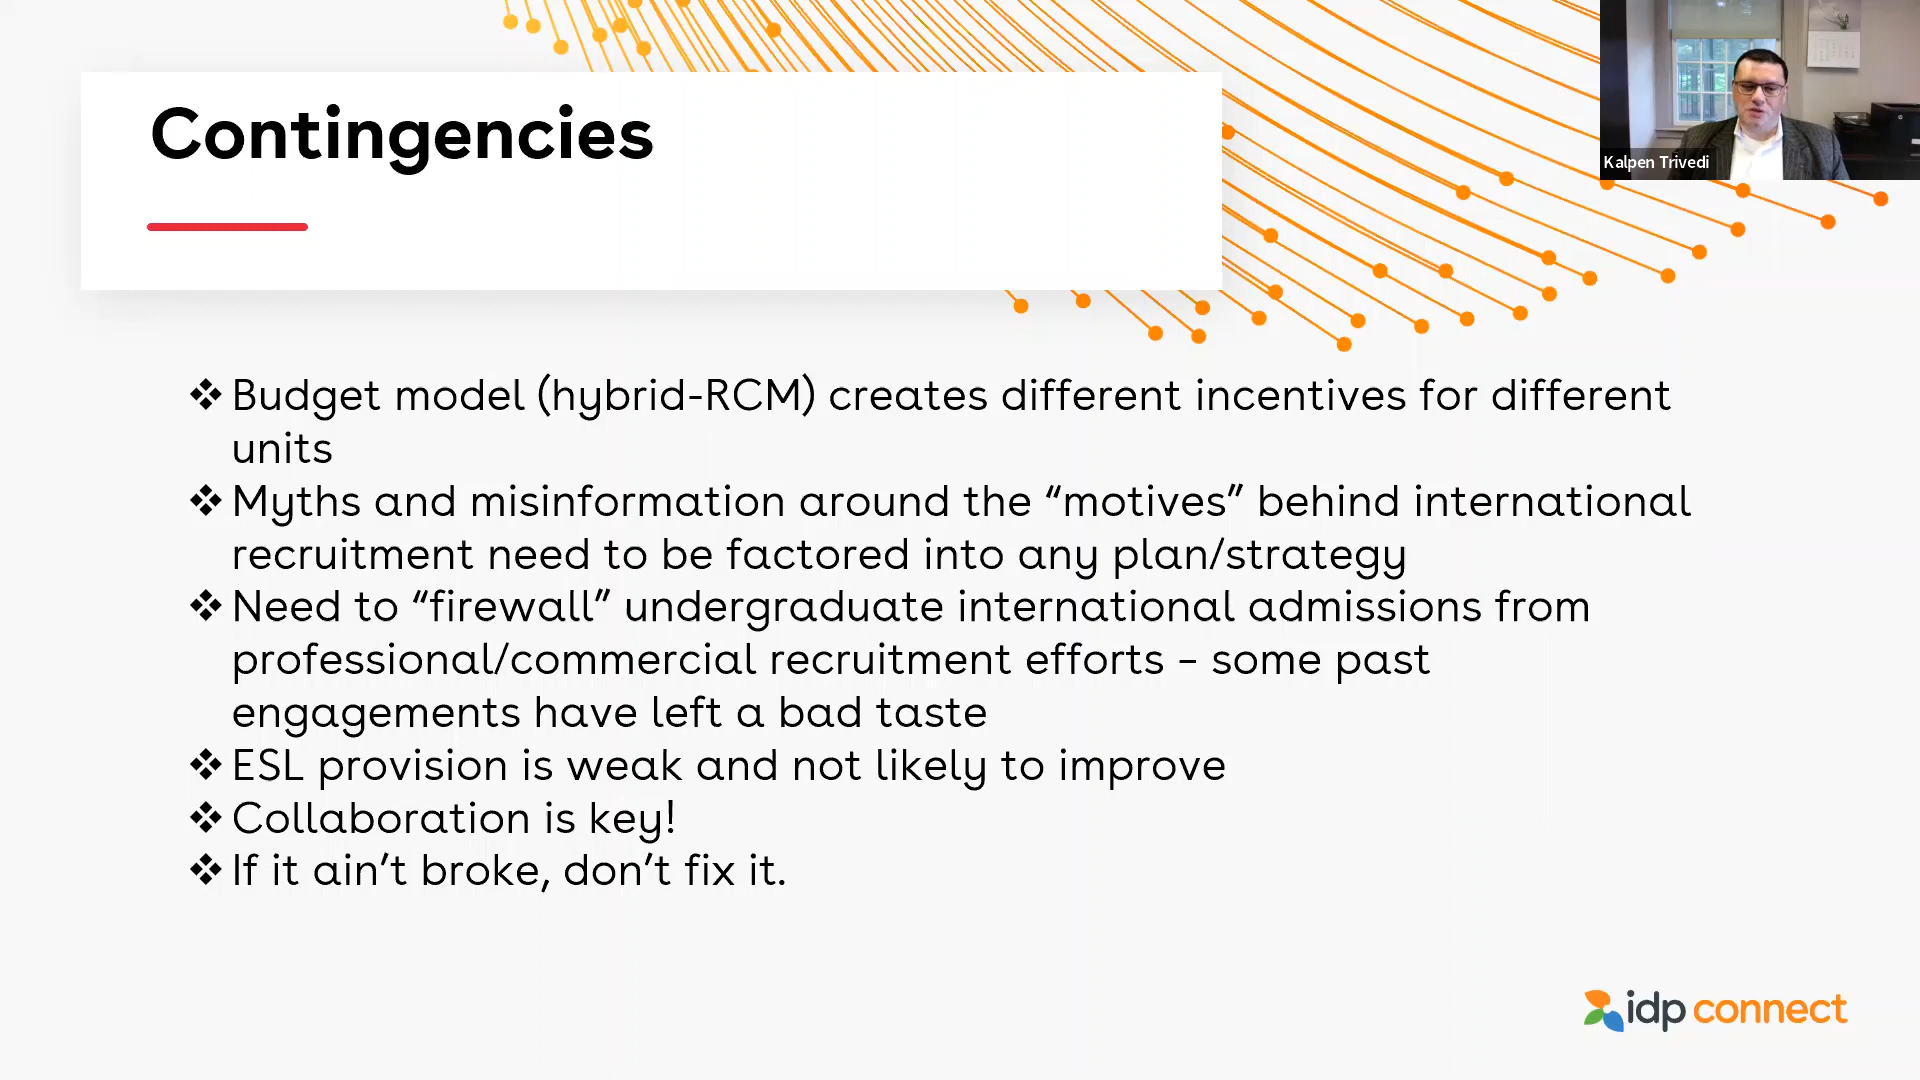 Contingencies
Kalpen Trivedi
❖ Budget model (hybrid-RCM) creates different incentives for different
units
❖ Myths and misinformation around the “motives” behind international
recruitment need to be factored into any plan/strategy
❖ Need to “firewall” undergraduate international admissions from
professional/commercial recruitment efforts – some past
engagements have left a bad taste
❖ ESL provision is weak and not likely to improve
❖ Collaboration is key!
❖ If it ain’t broke, don’t fix it.
idp connect